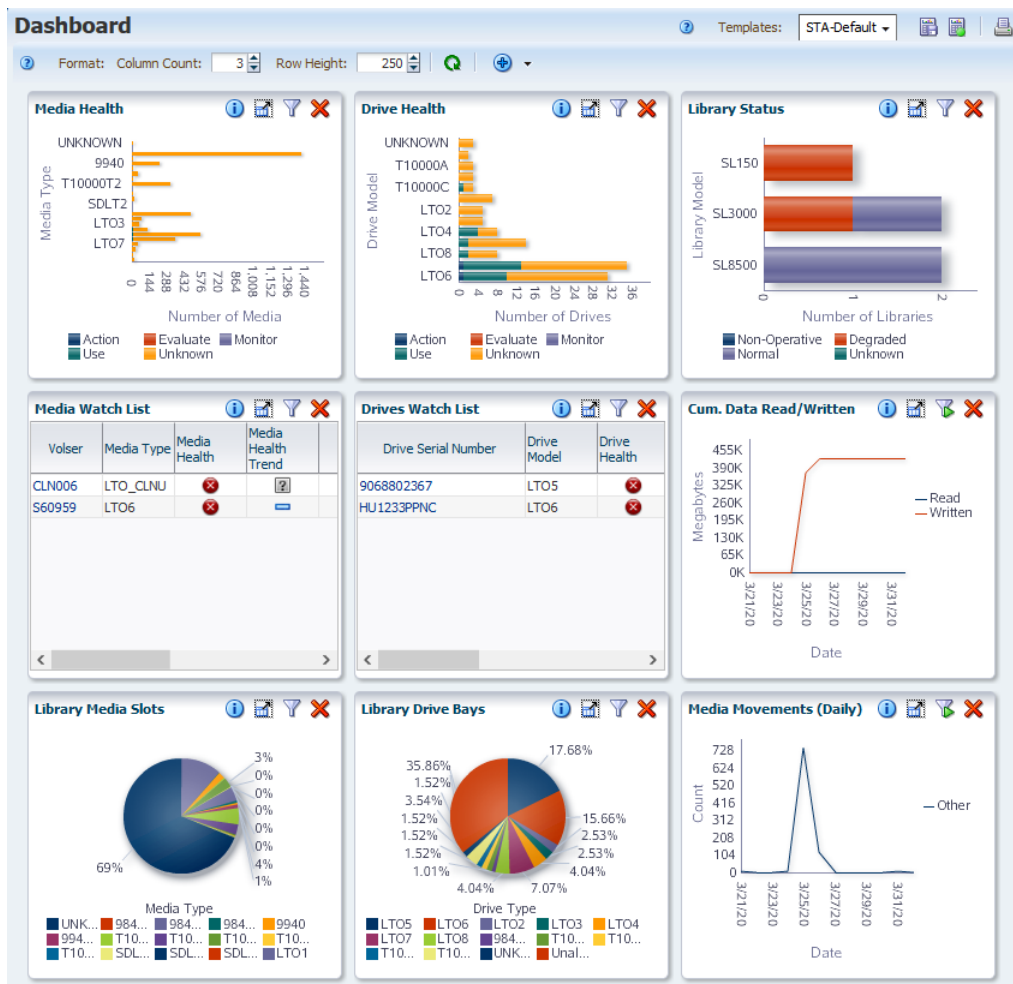 Dashboard
Templates: STA-Default
Format: Column Count: 3 Row Height: 250
Media Health
Media Type
UNKNOWN
9940
T10000T2
SDLT2
LTO3
LTO7
0 144 288 432 576 720 864 1.008 1.152 1.296 1.440
Number of Media
Action Evaluate Monitor
Use Unknown
Drive Health
Drive Model
UNKNOWN
T10000A
T10000C
LTO2
LTO4
LTO8
LTO6
0 4 8 12 16 20 24 28 32 36
Number of Drives
Action Evaluate Monitor
Use Unknown
Library Status
Library Model
SL150
SL3000
SL8500
0 1 2
Number of Libraries
Non-Operative Degraded
Normal Unknown
Media Watch List
Volser Media Type Media Health Media Health Trend
CLN006 LTO_CLNU ?
S60959 LTO6
Drives Watch List
Drive Serial Number Drive Model Drive Health
9068802367 LTO5
HU1233PPNC LTO6
Cum. Data Read/Written
Megabytes
455K
390K
325K
260K
195K
130K
65K
0K
Read
Written
3/21/20 3/23/20 3/25/20 3/27/20 3/29/20 3/31/20
Date
Library Media Slots
3%
0%
0%
0%
0%
0%
4%
1%
69%
Media Type
UNK... 984... 984... 984... 9940
994... T10... T10... T10... T10...
T10... SDL... SDL... SDL... LTO1
Library Drive Bays
17.68%
35.86%
1.52%
3.54%
1.52%
1.52%
1.52%
1.01%
4.04%
7.07%
4.04%
2.53%
2.53%
15.66%
Drive Type
LTO5 LTO6 LTO2 LTO3 LTO4
LTO7 LTO8 984... T10... T10...
T10... T10... UNK... Unal...
Media Movements (Daily)
Count
728
624
520
416
312
208
104
0
Other
3/21/20 3/23/20 3/25/20 3/27/20 3/29/20 3/31/20
Date